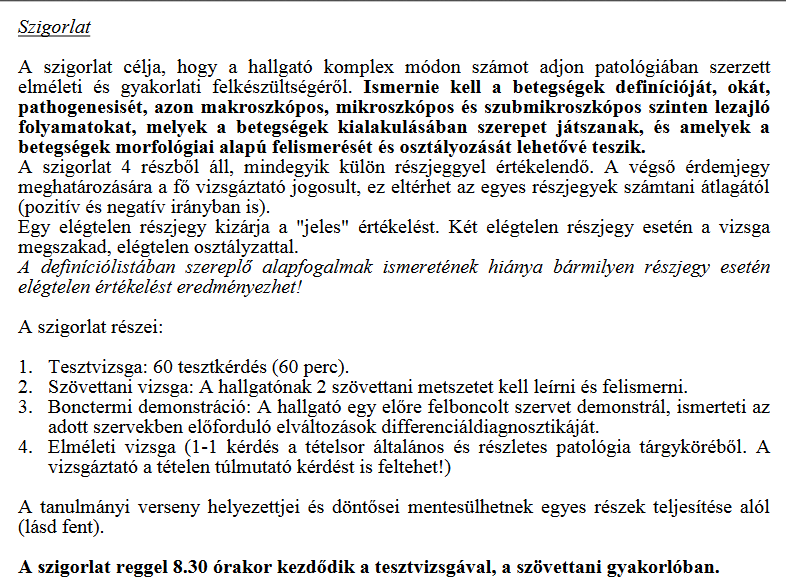 Szigorlat
A szigorlat célja, hogy a hallgató komplex módon számot adjon patológiában szerzett
elméleti és gyakorlati felkészültségéről. Ismernie kell a betegségek definícióját, okát,
pathogenesisét, azon makroszkópos, mikroszkópos és szubmikroszkópos szinten lezajló
folyamatokat, melyek a betegségek kialakulásában szerepet játszanak, és amelyek a
betegségek morfológiai alapú felismerését és osztályozását lehetővé teszik.
A szigorlat 4 részből áll, mindegyik külön részjeggyel értékelendő. A végső érdemjegy
meghatározására a fő vizsgáztató jogosult, ez eltérhet az egyes részjegyek számtani átlagától
(pozitív és negatív irányban is).
Egy elégtelen részjegy kizárja a "jeles" értékelést. Két elégtelen részjegy esetén a vizsga
megszakad, elégtelen osztályzattal.
A definíciólistában szereplő alapfogalmak ismeretének hiánya bármilyen részjegy esetén
elégtelen értékelést eredményezhet!
A szigorlat részei:
1. Tesztvizsga: 60 tesztkérdés (60 perc).
2. Szövettani vizsga: A hallgatónak 2 szövettani metszetet kell leírni és felismerni.
3. Bonctermi demonstráció: A hallgató egy előre felboncolt szervet demonstrál, ismerteti az
adott szervekben előforduló elváltozások differenciáldiagnosztikáját.
4. Elméleti vizsga (1-1 kérdés a tételsor általános és részletes patológia tárgyköréből. A
vizsgáztató a tételen túlmutató kérdést is feltehet!)
A tanulmányi verseny helyezettjei és döntősei mentesülhetnek egyes részek teljesítése alól
(lásd fent).
A szigorlat reggel 8.30 órakor kezdődik a tesztvizsgával, a szövettani gyakorlóban.